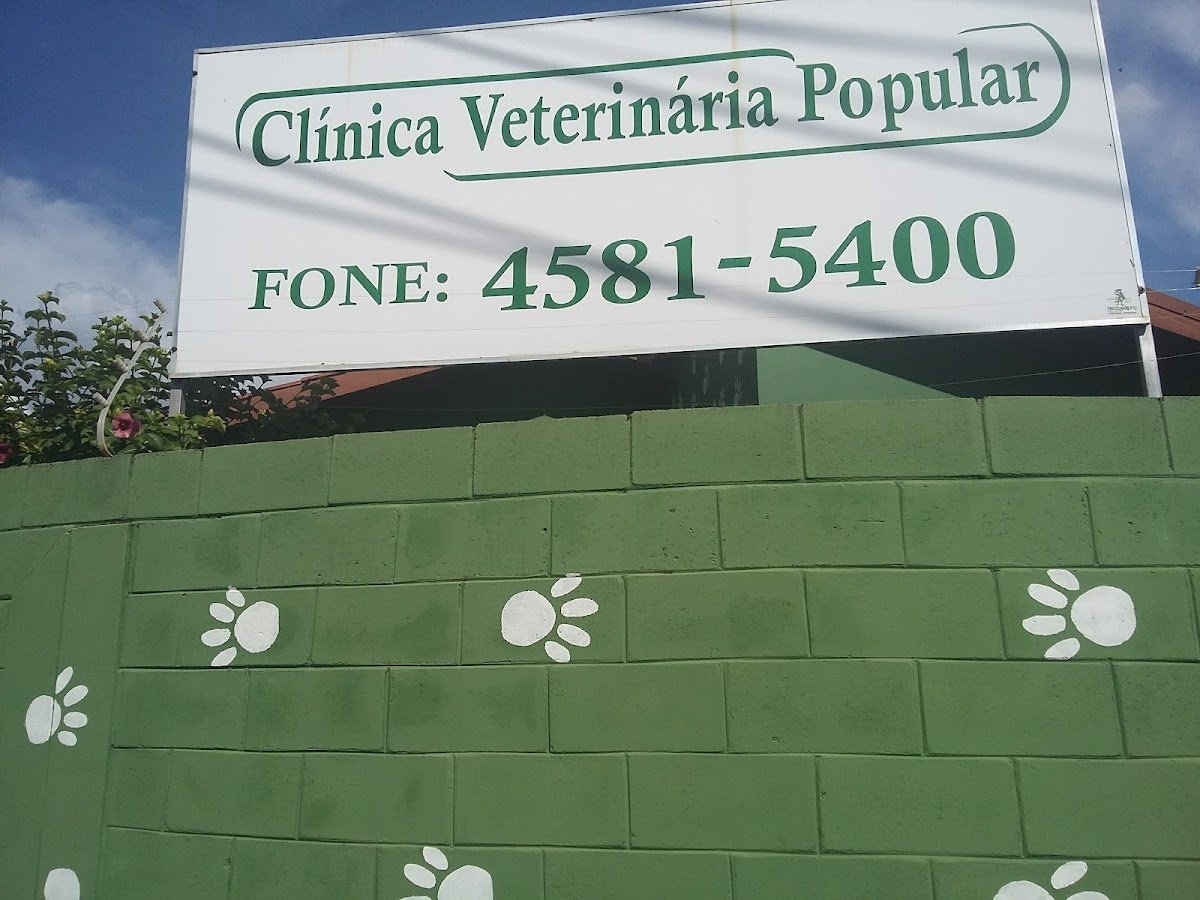 Clínica Veterinária Popular
FONE: 4581-5400